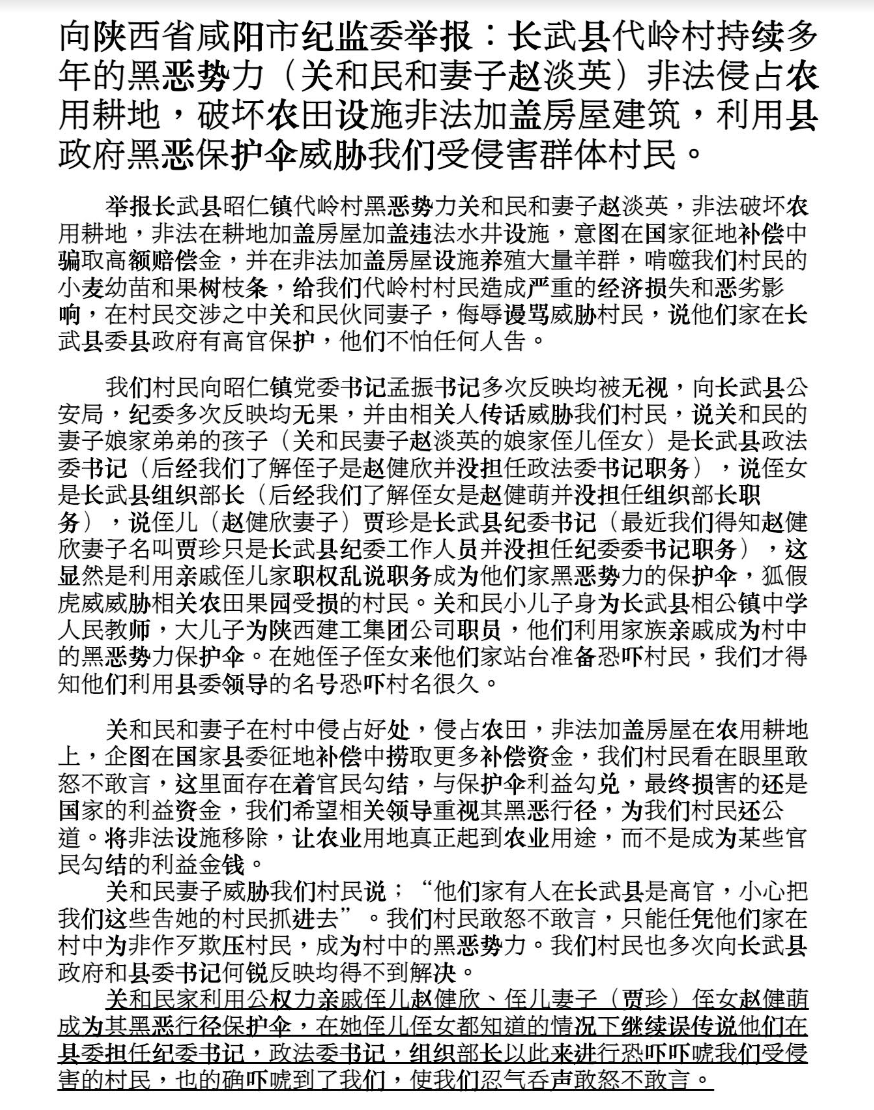 向陕西省咸阳市纪监委举报：长武县代岭村持续多
年的黑恶势力（关和民和妻子赵淡英）非法侵占农
用耕地，破坏农田设施非法加盖房屋建筑，利用县
政府黑恶保护伞威胁我们受侵害群体村民。
举报长武县昭仁镇代岭村黑恶势力关和民和妻子赵淡英，非法破坏农
用耕地，非法在耕地加盖房屋加盖违法水井设施，意图在国家征地补偿中
骗取高额赔偿金，并在非法加盖房屋设施养殖大量羊群，啃噬我们村民的
小麦幼苗和果树枝条，给我们代岭村村民造成严重的经济损失和恶劣影
响，在村民交涉之中关和民伙同妻子，侮辱谩骂威胁村民，说他们家在长
武县委县政府有高官保护，他们不怕任何人告。
我们村民向昭仁镇党委书记孟振书记多次反映均被无视，向长武县公
安局，纪委多次反映均无果，并由相关人传话威胁我们村民，说关和民的
妻子娘家弟弟的孩子（关和民妻子赵淡英的娘家侄儿侄女）是长武县政法
委书记（后经我们了解侄子是赵健欣并没担任政法委书记职务），说侄女
是长武县组织部长（后经我们了解侄女是赵健萌并没担任组织部长职
务），说侄儿（赵健欣妻子）贾珍是长武县纪委书记（最近我们得知赵健
欣妻子名叫贾珍只是长武县纪委工作人员并没担任纪委委书记职务），这
显然是利用亲戚侄儿家职权乱说职务成为他们家黑恶势力的保护伞，狐假
虎威威胁相关农田果园受损的村民。关和民小儿子身为长武县相公镇中学
人民教师，大儿子为陕西建工集团公司职员，他们利用家族亲戚成为村中
的黑恶势力保护伞。在她侄子侄女来他们家站台准备恐吓村民，我们才得
知他们利用县委领导的名号恐吓村名很久。
关和民和妻子在村中侵占好处，侵占农田，非法加盖房屋在农用耕地
上，企图在国家县委征地补偿中捞取更多补偿资金，我们村民看在眼里敢
怒不敢言，这里面存在着官民勾结，与保护伞利益勾兑，最终损害的还是
国家的利益资金，我们希望相关领导重视其黑恶行径，为我们村民还公
道。将非法设施移除，让农业用地真正起到农业用途，而不是成为某些官
民勾结的利益金钱。
关和民妻子威胁我们村民说；“他们家有人在长武县是高官，小心把
我们这些告她的村民抓进去”。我们村民敢怒不敢言，只能任凭他们家在
村中为非作歹欺压村民，成为村中的黑恶势力。我们村民也多次向长武县
政府和县委书记何锐反映均得不到解决。
关和民家利用公权力亲戚侄儿赵健欣、侄儿妻子（贾珍）侄女赵健萌
成为其黑恶行径保护伞，在她侄儿侄女都知道的情况下继续误传说他们在
县委担任纪委书记，政法委书记，组织部长以此来进行恐吓吓唬我们受侵
害的村民，也的确吓唬到了我们，使我们忍气吞声敢怒不敢言。